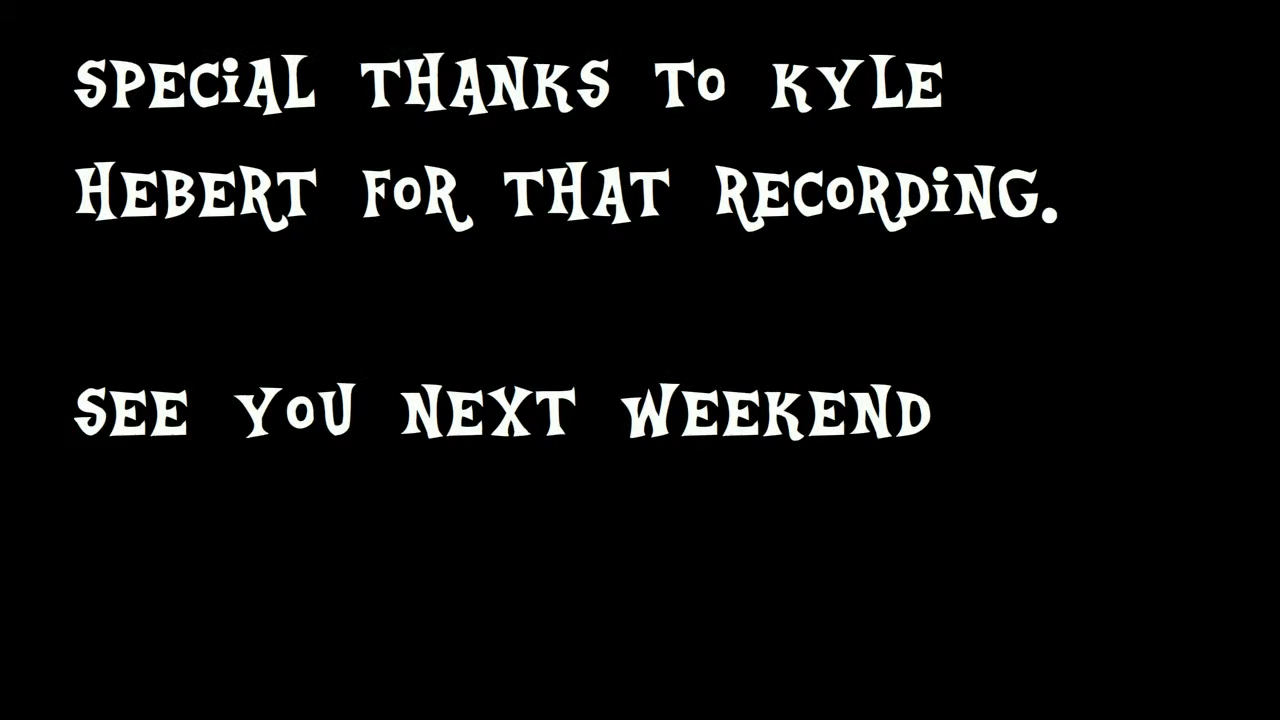 SPECiAL THANKS To KYLE
HEBERT FoR THAT RECoRDiNG.
SEE YoU NEXT WEEKEND